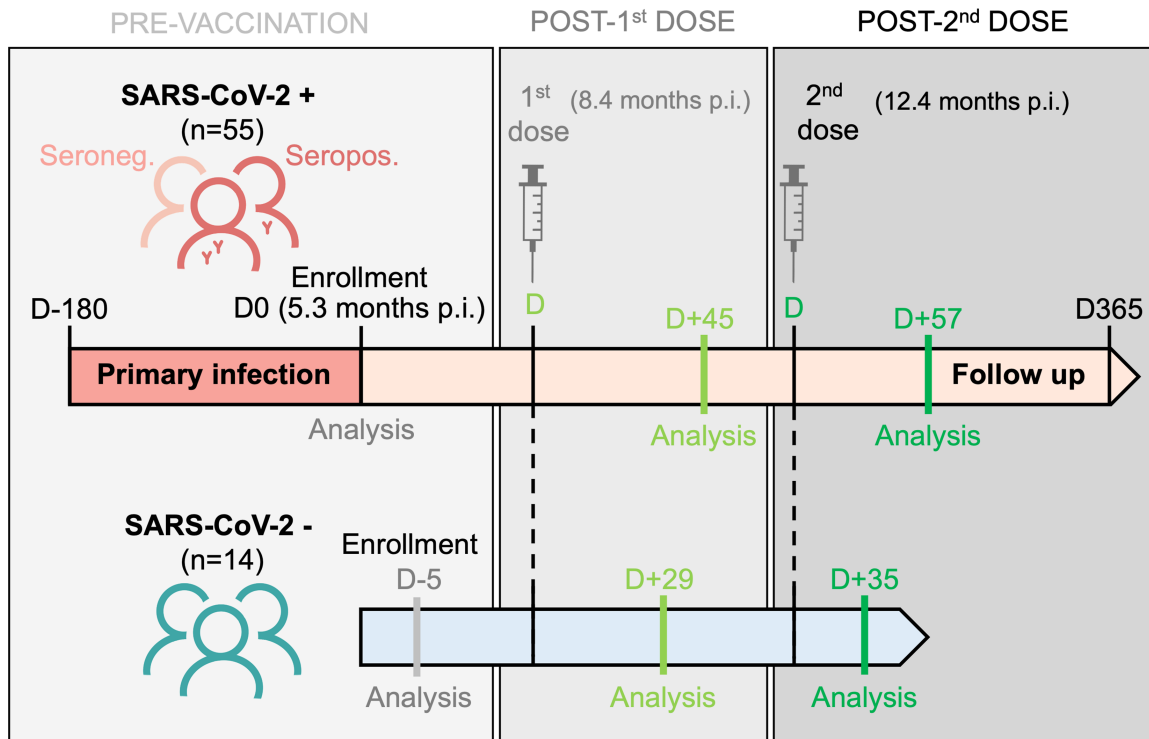 PRE-VACCINATION
POST-1st DOSE
POST-2nd DOSE
SARS-CoV-2 +
(n=55)
Seroneg.
Seropos.
1st
dose
(8.4 months p.i.)
2nd
dose
(12.4 months p.i.)
Enrollment
D-180
D0 (5.3 months p.i.)
D
D+45
D
D+57
D365
Primary infection
Follow up
Analysis
Analysis
Analysis
SARS-CoV-2 -
(n=14)
Enrollment
D-5
D+29
D+35
Analysis
Analysis
Analysis